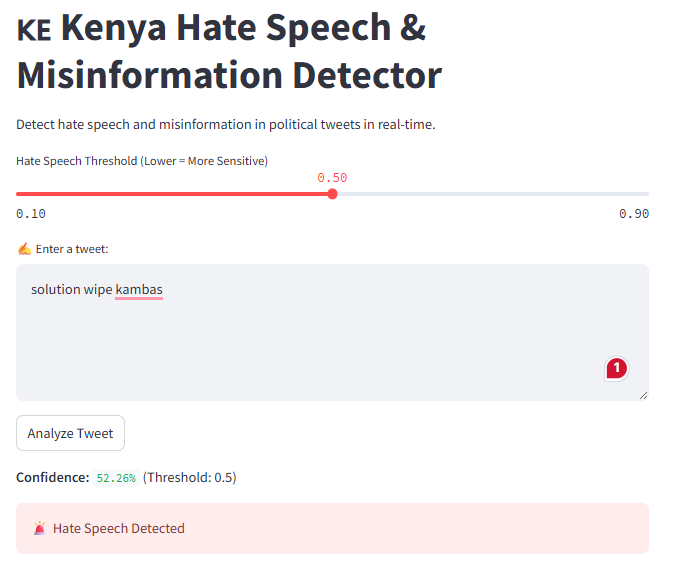 KE Kenya Hate Speech &
Misinformation Detector
Detect hate speech and misinformation in political tweets in real-time.
Hate Speech Threshold (Lower = More Sensitive)
0.50
0.10 0.90
✍️ Enter a tweet:
solution wipe kambas
1
Analyze Tweet
Confidence: 52.26% (Threshold: 0.5)
🚨 Hate Speech Detected